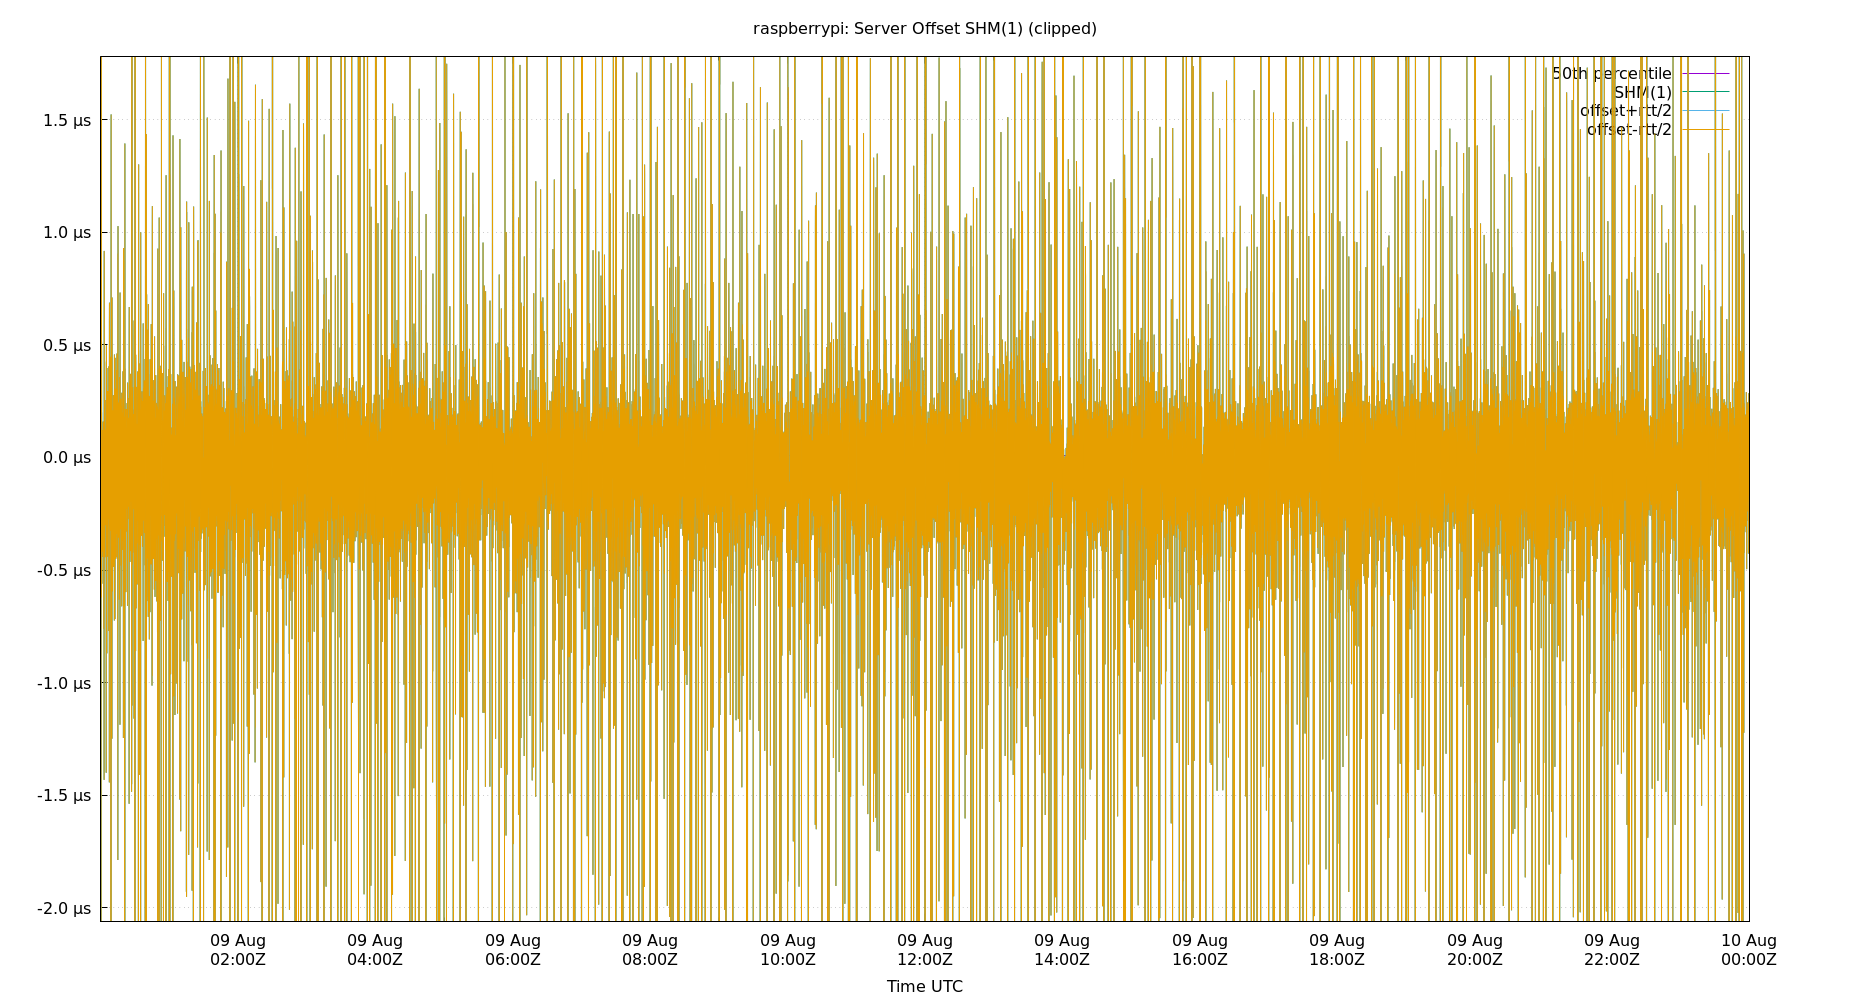 raspberrypi: Server Offset SHM(1) (clipped)
50th percentile
SHM(1)
offset+rtt/2
offset-rtt/2
1.5 µs
1.0 µs
0.5 µs
0.0 µs
-0.5 µs
-1.0 µs
-1.5 µs
-2.0 µs
09 Aug 09 Aug 09 Aug 09 Aug 09 Aug 09 Aug 09 Aug 09 Aug 09 Aug 09 Aug 09 Aug 10 Aug
02:00Z 04:00Z 06:00Z 08:00Z 10:00Z 12:00Z 14:00Z 16:00Z 18:00Z 20:00Z 22:00Z 00:00Z
Time UTC